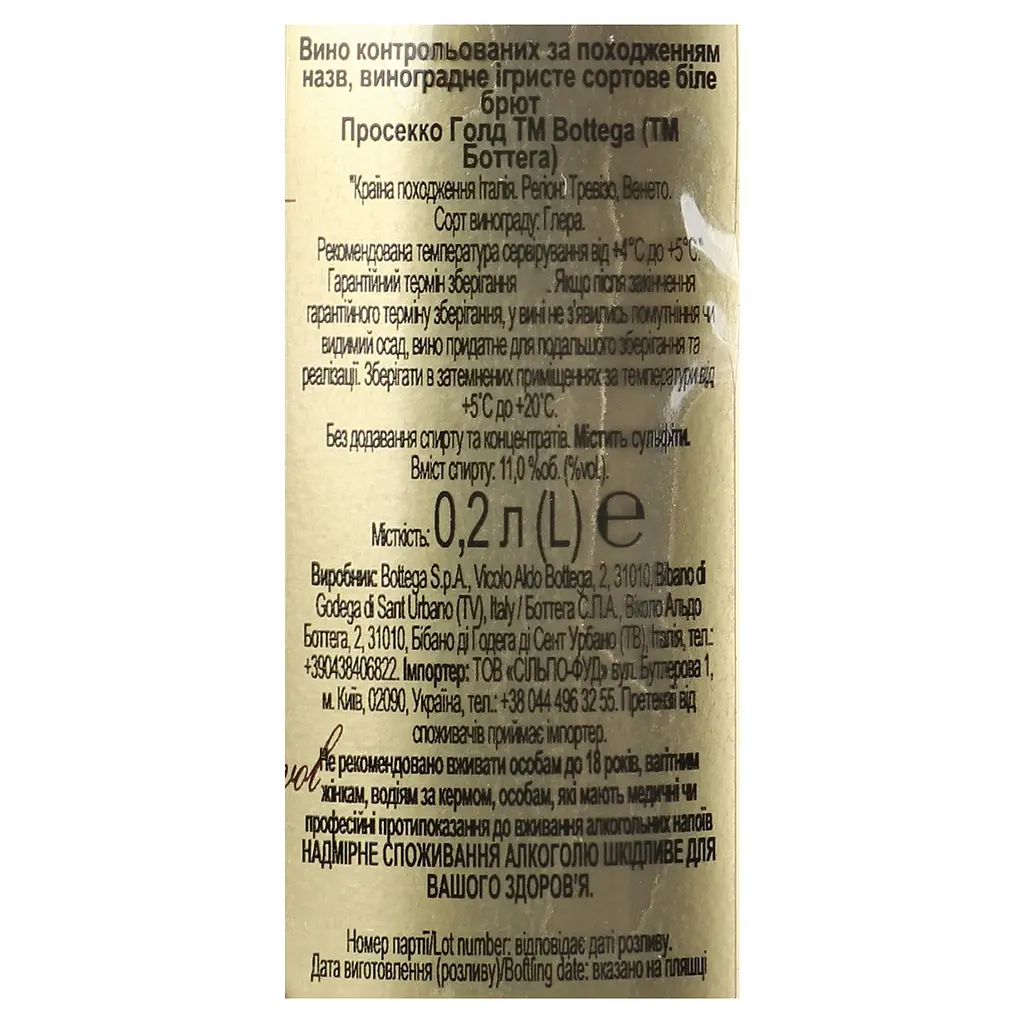 Вино контрольованих за походженням
назв, виноградне ігристе сортове біле
брют
Просекко Голд ТМ Bottega (ТМ
Боттега)
"Країна походження Італія. Регіон: Тревізо, Венето.
Сорт винограду: Глера.
Рекомендована температура сервірування від +4°C до +5°C."
Гарантійний термін зберігання . Якщо після закінчення
гарантійного терміну зберігання, у вині не з'явились помутніння чи
видимий осад, вино придатне для подальшого зберігання та
реалізації. Зберігати в затемнених приміщеннях за температури від
+5°C до +20°C.
Без додавання спирту та концентратів. Містить сульфіти.
Вміст спирту: 11,0 %об. (%vol.).
Місткість: 0,2 л (L) ℮
Виробник: Bottega S.p.A., Vicolo Aldo Bottega, 2, 31010, Bibano di
Godega di Sant Urbano (TV), Italy / Боттега С.П.А., Віколо Альдо
Боттега, 2, 31010, Бібано ді Годега ді Сент Урбано (ТВ), Італія, тел.:
+390438406822. Імпортер: ТОВ «СІЛЬПО-ФУД» вул. Бутлерова 1,
м. Київ, 02090, Україна, тел.: +38 044 496 32 55. Претензії від
споживачів приймає імпортер.
Не рекомендовано вживати особам до 18 років, вагітним
жінкам, водіям за кермом, особам, які мають медичні чи
професійні протипоказання до вживання алкогольних напоїв
НАДМІРНЕ СПОЖИВАННЯ АЛКОГОЛЮ ШКІДЛИВЕ ДЛЯ
ВАШОГО ЗДОРОВ'Я.
Номер партії/Lot number: відповідає даті розливу.
Дата виготовлення (розливу)/Bottling date: вказано на пляшці